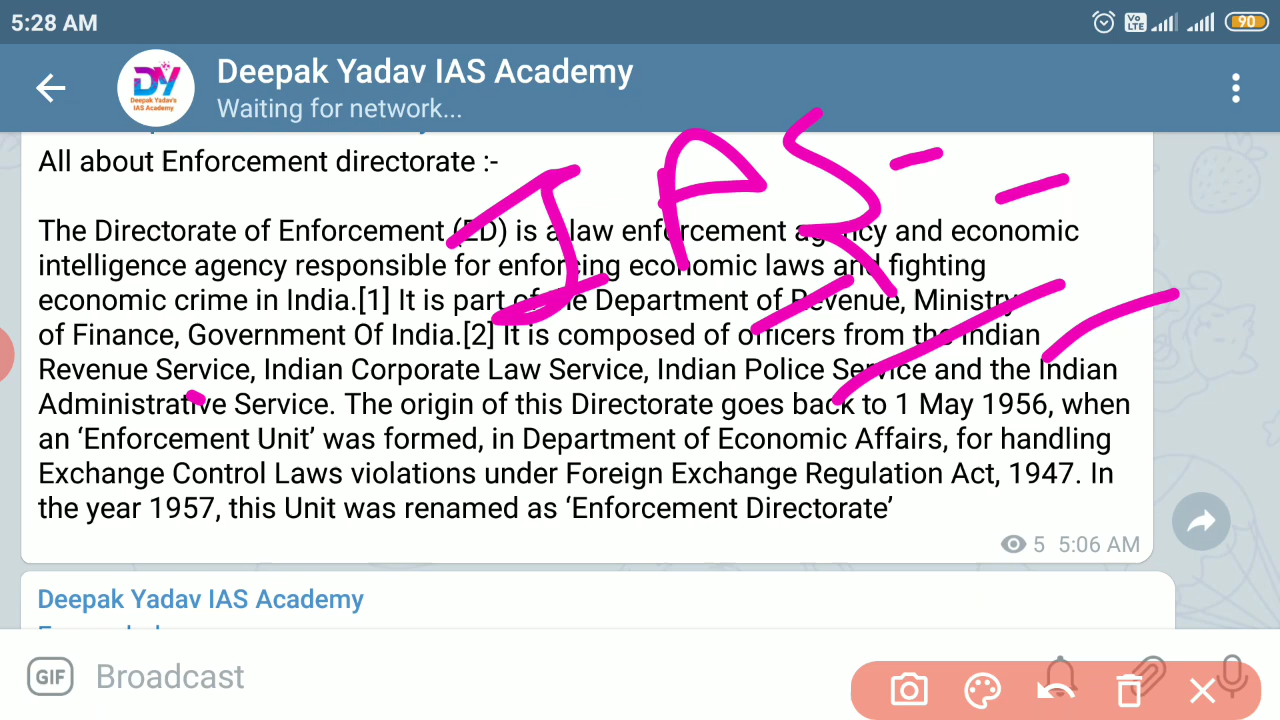 5:28 AM
Vo LTE
90
DY
Deepak Yadav's
IAS Academy
Deepak Yadav IAS Academy
Waiting for network...
All about Enforcement directorate :-
IAS
The Directorate of Enforcement (ED) is a law enforcement agency and economic
intelligence agency responsible for enforcing economic laws and fighting
economic crime in India.[1] It is part of the Department of Revenue, Ministry
of Finance, Government Of India.[2] It is composed of officers from the Indian
Revenue Service, Indian Corporate Law Service, Indian Police Service and the Indian
Administrative Service. The origin of this Directorate goes back to 1 May 1956, when
an ‘Enforcement Unit’ was formed, in Department of Economic Affairs, for handling
Exchange Control Laws violations under Foreign Exchange Regulation Act, 1947. In
the year 1957, this Unit was renamed as ‘Enforcement Directorate’
5 5:06 AM
Deepak Yadav IAS Academy
GIF Broadcast